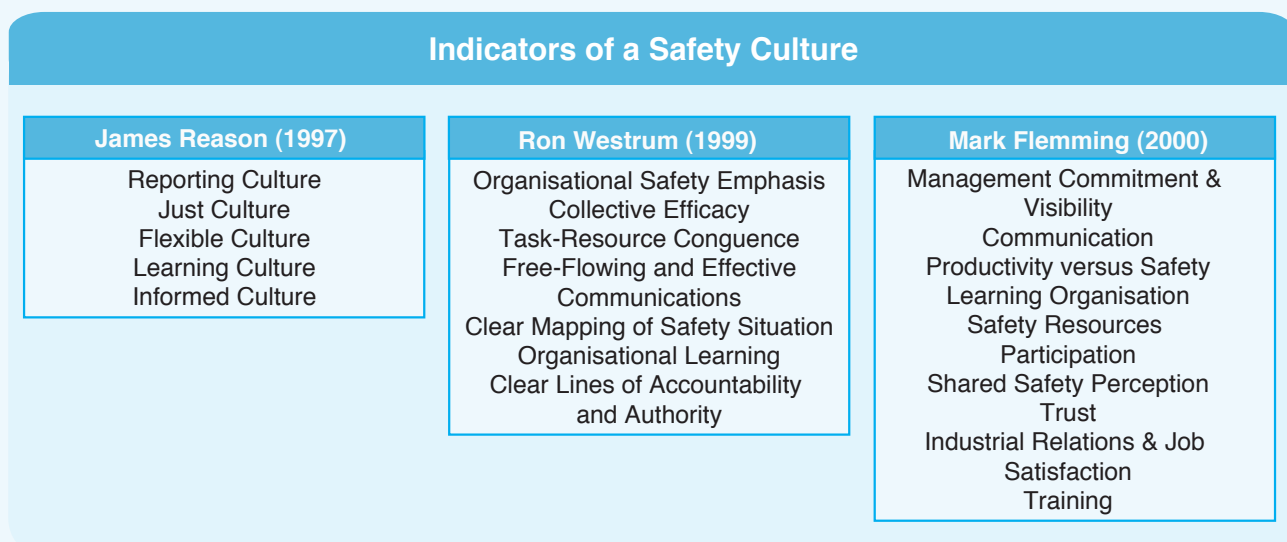 Indicators of a Safety Culture
James Reason (1997)
Reporting Culture
Just Culture
Flexible Culture
Learning Culture
Informed Culture
Ron Westrum (1999)
Organisational Safety Emphasis
Collective Efficacy
Task-Resource Conguence
Free-Flowing and Effective
Communications
Clear Mapping of Safety Situation
Organisational Learning
Clear Lines of Accountability
and Authority
Mark Flemming (2000)
Management Commitment &
Visibility
Communication
Productivity versus Safety
Learning Organisation
Safety Resources
Participation
Shared Safety Perception
Trust
Industrial Relations & Job
Satisfaction
Training